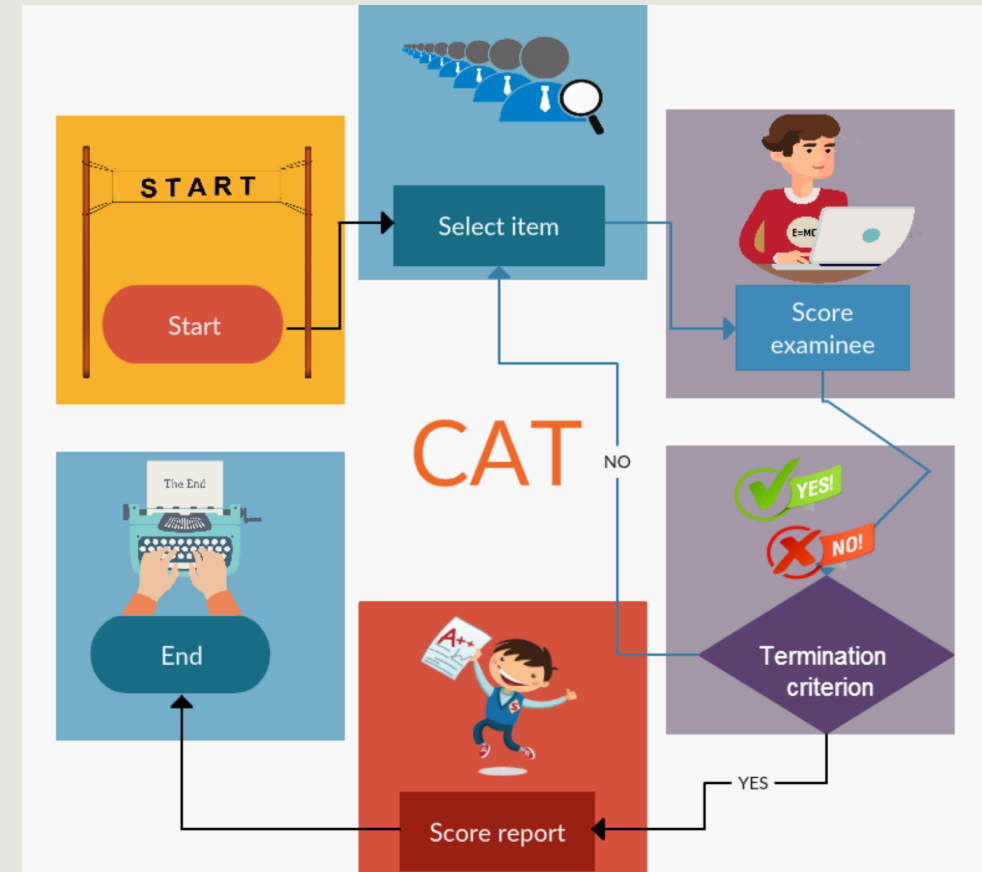 START
Start
Select item
E=MC
Score
examinee
CAT
NO
YES!
NO!
Termination
criterion
YES
A++
S
Score report
The End
End